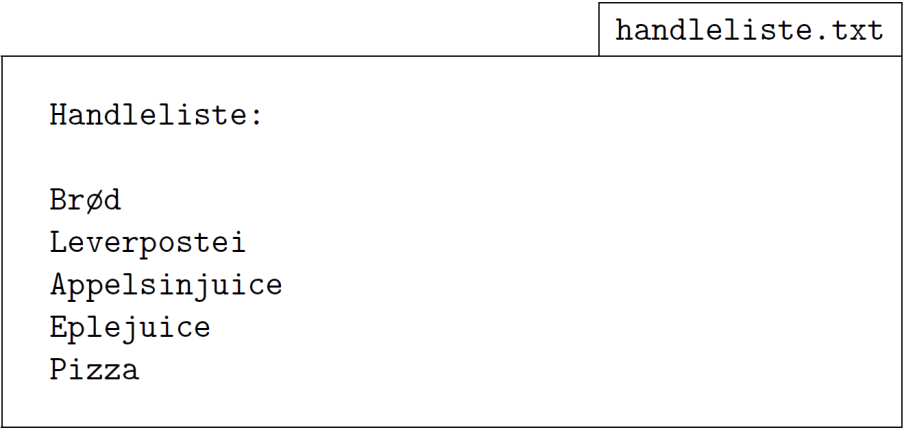 handleliste.txt
Handleliste:
Brød
Leverpostei
Appelsinjuice
Eplejuice
Pizza